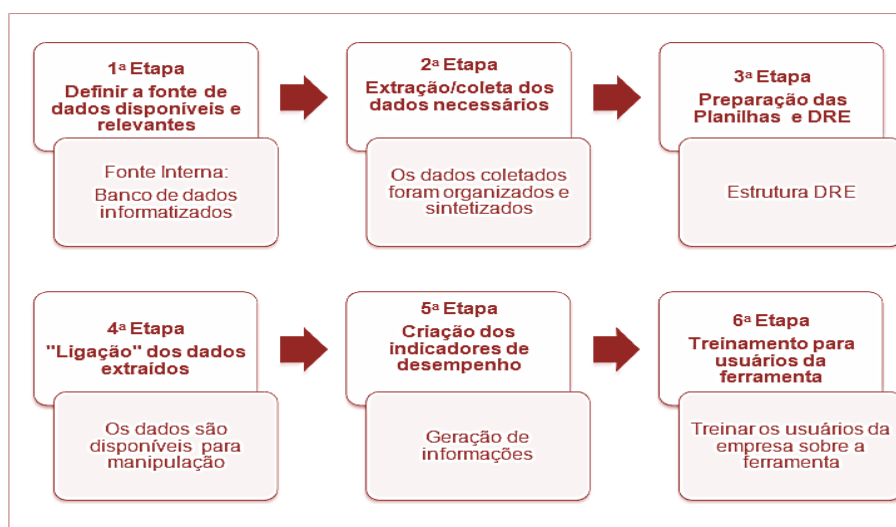 1ª Etapa
Definir a fonte de
dados disponíveis e
relevantes
Fonte Interna:
Banco de dados
informatizados
2ª Etapa
Extração/coleta dos
dados necessários
Os dados coletados
foram organizados e
sintetizados
3ª Etapa
Preparação das
Planilhas e DRE
Estrutura DRE
4ª Etapa
"Ligação" dos dados
extraídos
Os dados são
disponíveis para
manipulação
5ª Etapa
Criação dos
indicadores de
desempenho
Geração de
informações
6ª Etapa
Treinamento para
usuários da
ferramenta
Treinar os usuários da
empresa sobre a
ferramenta